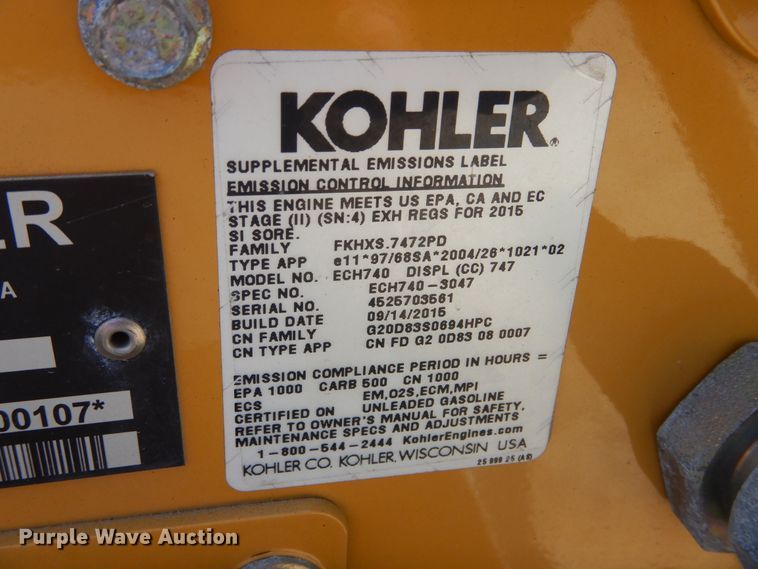 KOHLER®
SUPPLEMENTAL EMISSIONS LABEL
EMISSION CONTROL INFORMATION
THIS ENGINE MEETS US EPA, CA AND EC
STAGE (II) (SN:4) EXH REGS FOR 2015
SI SORE.
FAMILY FKHXS.7472PD
TYPE APP e11*97/68SA*2004/26*1021*02
MODEL NO. ECH740 DISPL (CC) 747
SPEC NO. ECH740-3047
SERIAL NO. 4525703561
BUILD DATE 09/14/2015
CN FAMILY G20D83S0694HPC
CN TYPE APP CN FD G2 0D83 08 0007
EMISSION COMPLIANCE PERIOD IN HOURS =
EPA 1000 CARB 500 CN 1000
ECS EM,O2S,ECM,MPI
CERTIFIED ON UNLEADED GASOLINE
REFER TO OWNER'S MANUAL FOR SAFETY,
MAINTENANCE SPECS AND ADJUSTMENTS
1-800-544-2444 KohlerEngines.com
KOHLER CO. KOHLER, WISCONSIN USA
25 999 25 (AS)
LR
A
00107*
Purple Wave Auction